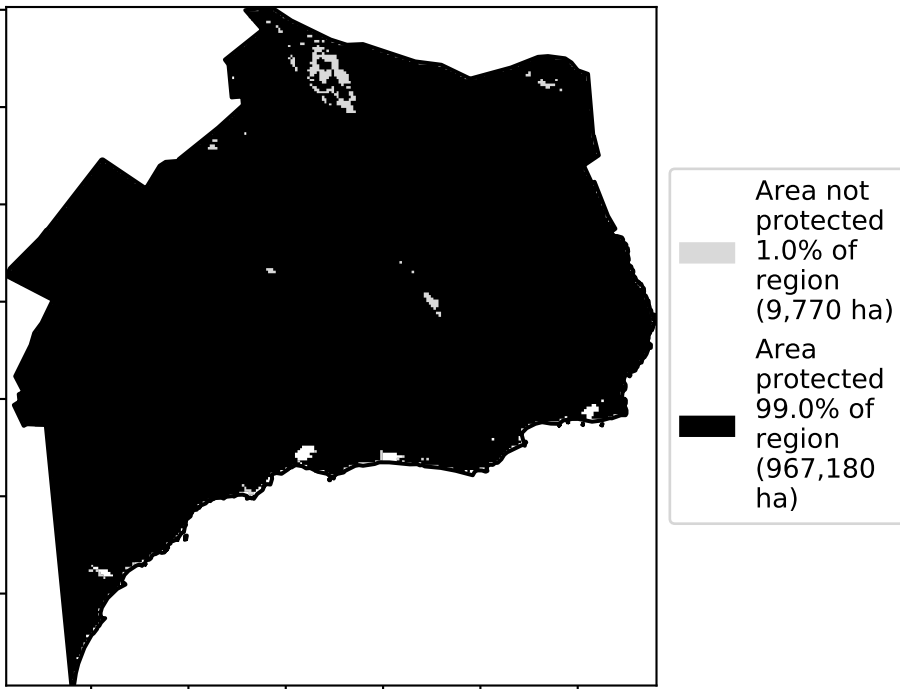 Area not
protected
1.0% of
region
(9,770 ha)
Area
protected
99.0% of
region
(967,180
ha)